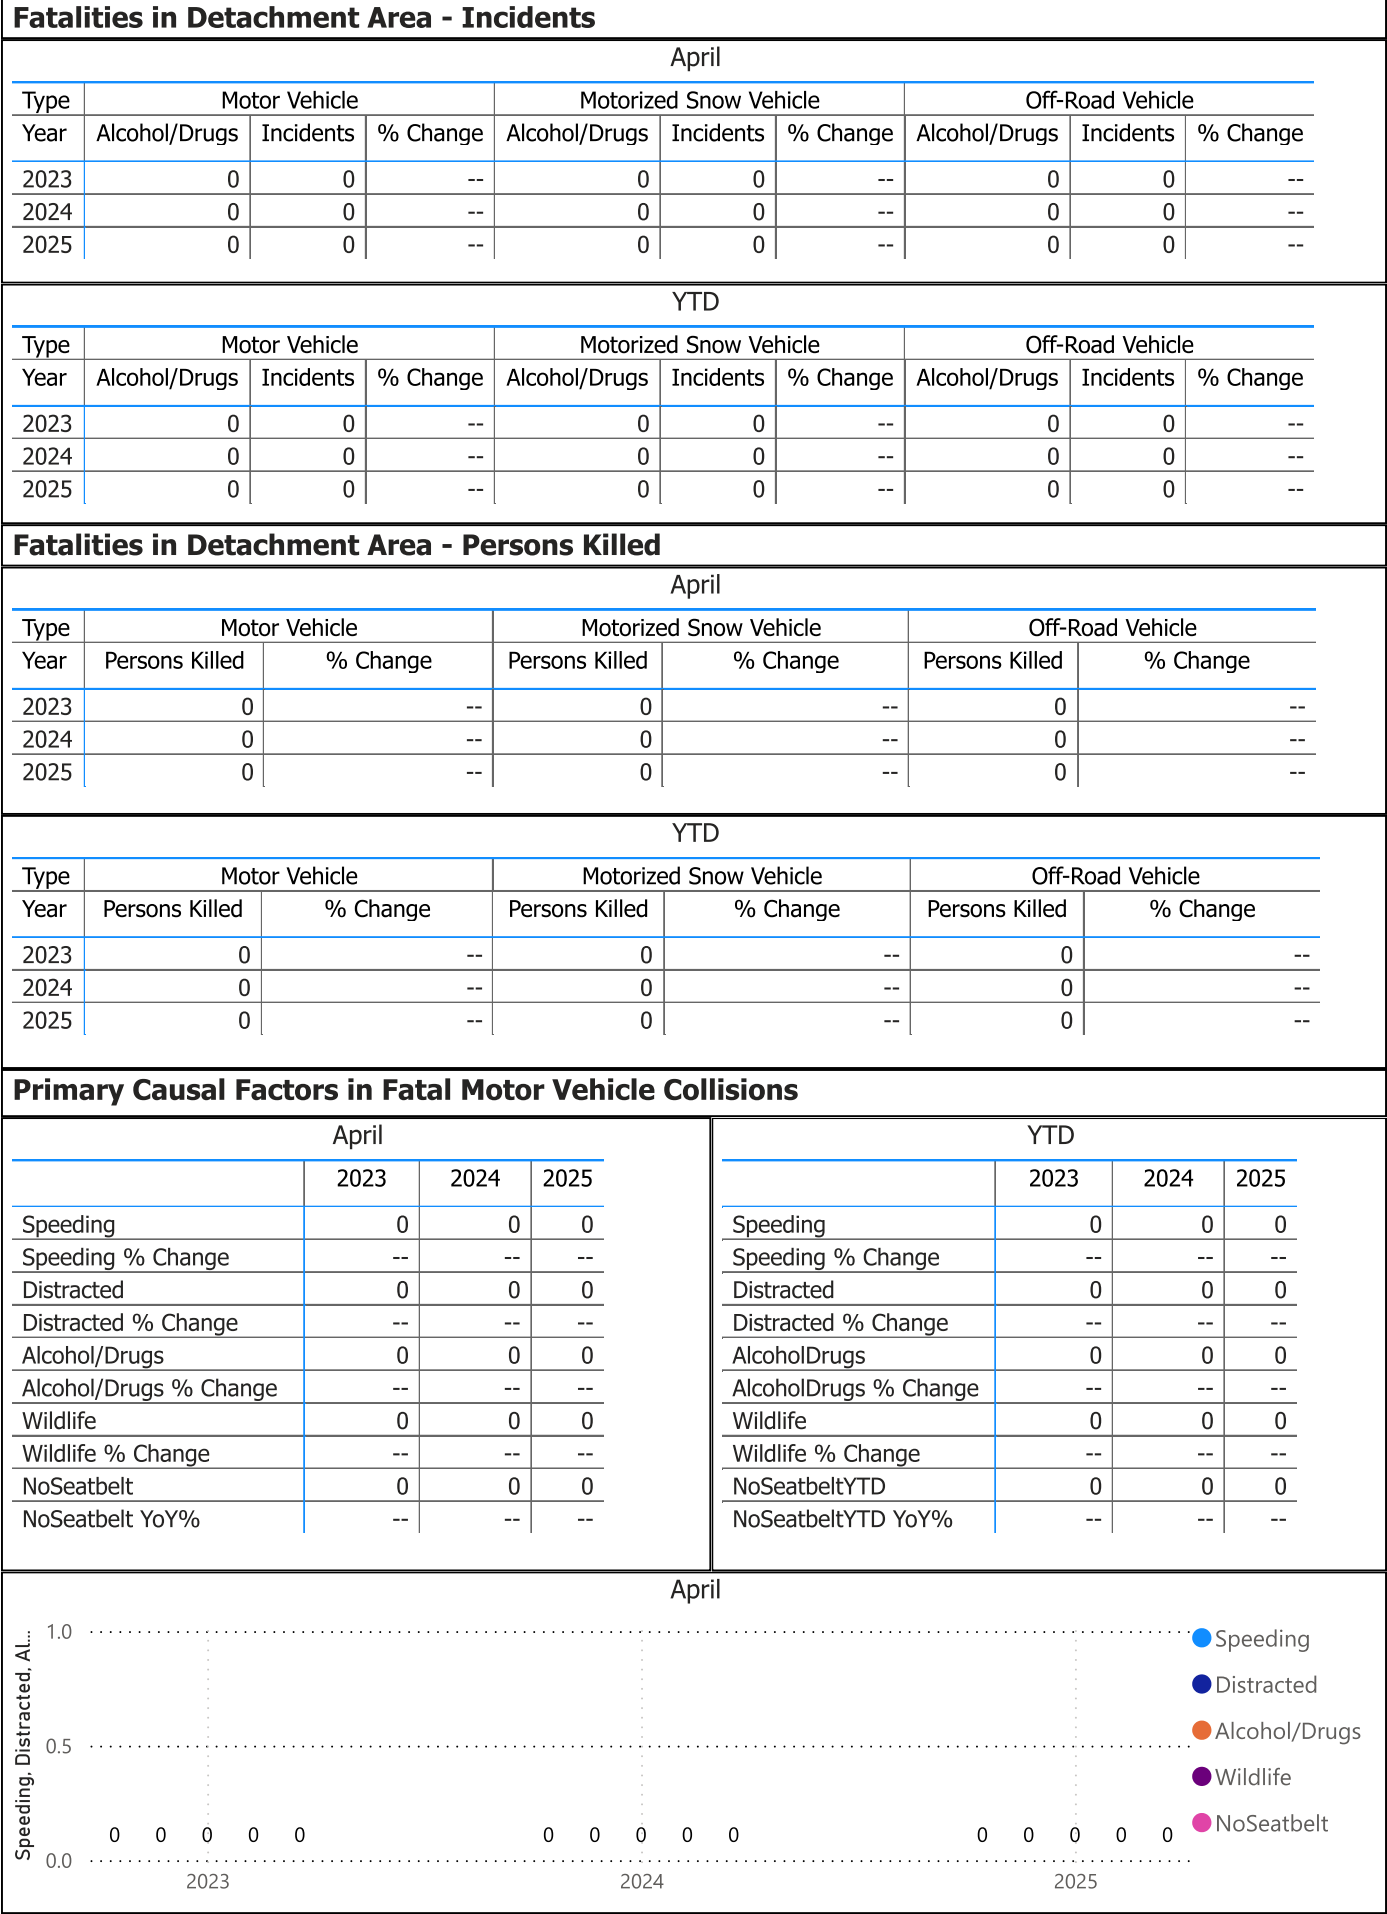 Fatalities in Detachment Area - Incidents
April
Type Motor Vehicle Motorized Snow Vehicle Off-Road Vehicle
Year Alcohol/Drugs Incidents % Change Alcohol/Drugs Incidents % Change Alcohol/Drugs Incidents % Change
2023 0 0 -- 0 0 -- 0 0 --
2024 0 0 -- 0 0 -- 0 0 --
2025 0 0 -- 0 0 -- 0 0 --
YTD
Type Motor Vehicle Motorized Snow Vehicle Off-Road Vehicle
Year Alcohol/Drugs Incidents % Change Alcohol/Drugs Incidents % Change Alcohol/Drugs Incidents % Change
2023 0 0 -- 0 0 -- 0 0 --
2024 0 0 -- 0 0 -- 0 0 --
2025 0 0 -- 0 0 -- 0 0 --
Fatalities in Detachment Area - Persons Killed
April
Type Motor Vehicle Motorized Snow Vehicle Off-Road Vehicle
Year Persons Killed % Change Persons Killed % Change Persons Killed % Change
2023 0 -- 0 -- 0 --
2024 0 -- 0 -- 0 --
2025 0 -- 0 -- 0 --
YTD
Type Motor Vehicle Motorized Snow Vehicle Off-Road Vehicle
Year Persons Killed % Change Persons Killed % Change Persons Killed % Change
2023 0 -- 0 -- 0 --
2024 0 -- 0 -- 0 --
2025 0 -- 0 -- 0 --
Primary Causal Factors in Fatal Motor Vehicle Collisions
April
2023 2024 2025
Speeding 0 0 0
Speeding % Change -- -- --
Distracted 0 0 0
Distracted % Change -- -- --
Alcohol/Drugs 0 0 0
Alcohol/Drugs % Change -- -- --
Wildlife 0 0 0
Wildlife % Change -- -- --
NoSeatbelt 0 0 0
NoSeatbelt YoY% -- -- --
YTD
2023 2024 2025
Speeding 0 0 0
Speeding % Change -- -- --
Distracted 0 0 0
Distracted % Change -- -- --
AlcoholDrugs 0 0 0
AlcoholDrugs % Change -- -- --
Wildlife 0 0 0
Wildlife % Change -- -- --
NoSeatbeltYTD 0 0 0
NoSeatbeltYTD YoY% -- -- --
April
Speeding, Distracted, Al...
1.0
0.5
0.0
0 0 0 0 0 0 0 0 0 0 0 0 0 0 0
2023 2024 2025
Speeding
Distracted
Alcohol/Drugs
Wildlife
NoSeatbelt